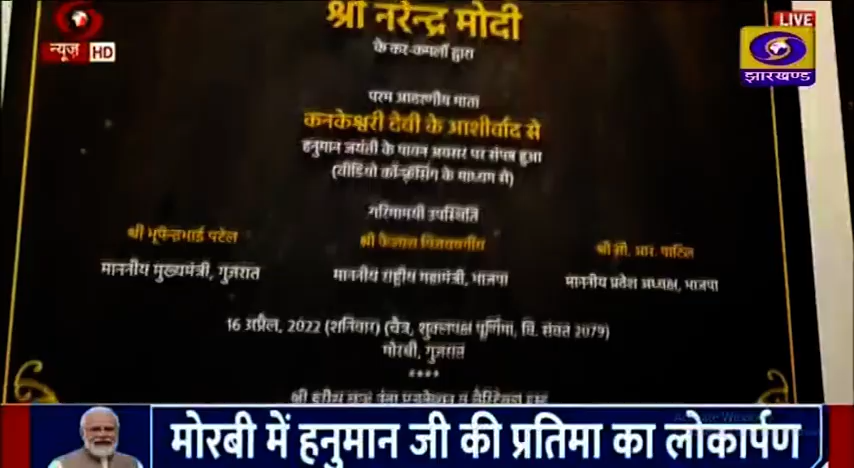 न्यूज़ HD
LIVE
झारखण्ड
श्री नरेन्द्र मोदी
के कर-कमलों द्वारा
परम आदरणीय माता
कनकेश्वरी देवी के आशीर्वाद से
हनुमान जयंती के पावन अवसर पर संपन्न हुआ
(वीडियो कॉन्फ्रेंसिंग के माध्यम से)
गरिमामयी उपस्थिति
श्री भूपेन्द्रभाई पटेल
माननीय मुख्यमंत्री, गुजरात
श्री कैलाश विजयवर्गीय
माननीय राष्ट्रीय महामंत्री, भाजपा
श्री सी. आर. पाटिल
माननीय प्रदेश अध्यक्ष, भाजपा
16 अप्रैल, 2022 (शनिवार) (चैत्र, शुक्लपक्ष पूर्णिमा, वि. संवत 2079)
मोरबी, गुजरात
****
मोरबी में हनुमान जी की प्रतिमा का लोकार्पण